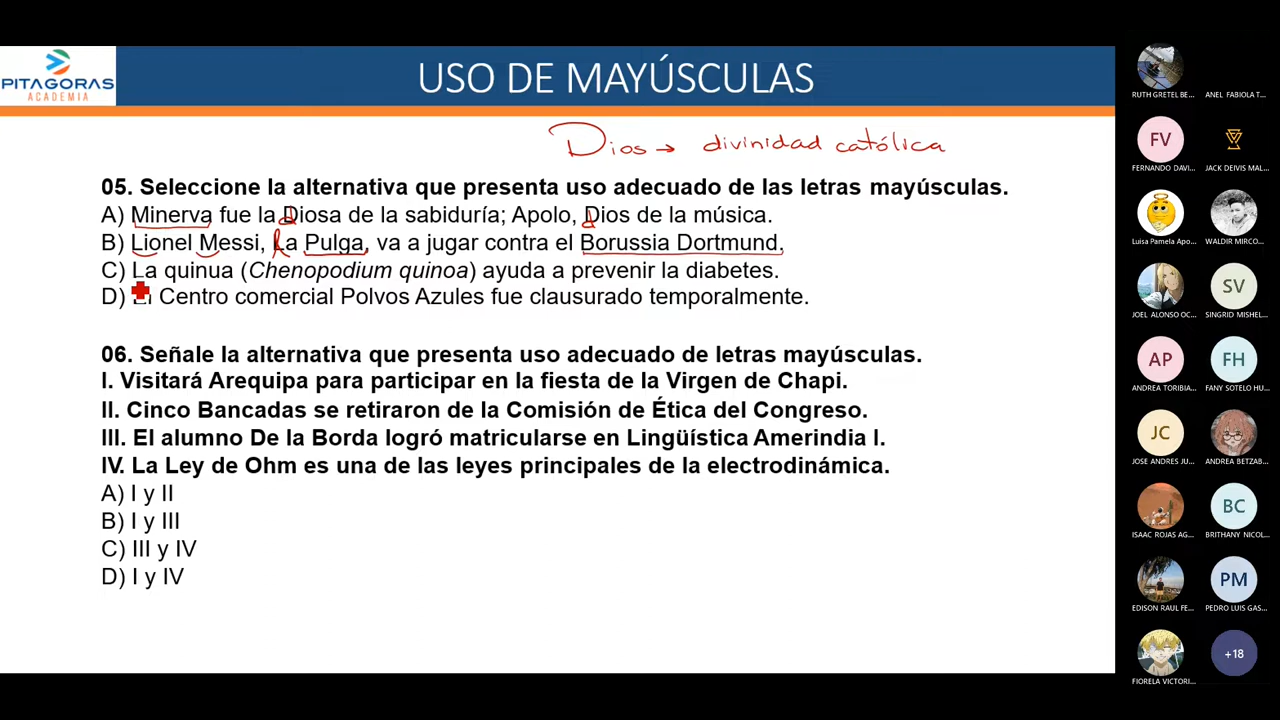 PITAGORAS
ACADEMIA
USO DE MAYÚSCULAS
Dios → divinidad católica
05. Seleccione la alternativa que presenta uso adecuado de las letras mayúsculas.
A) Minerva fue la Diosa de la sabiduría; Apolo, Dios de la música.
d d
B) Lionel Messi, La Pulga, va a jugar contra el Borussia Dortmund.
C) La quinua (Chenopodium quinoa) ayuda a prevenir la diabetes.
D) Centro comercial Polvos Azules fue clausurado temporalmente.
06. Señale la alternativa que presenta uso adecuado de letras mayúsculas.
I. Visitará Arequipa para participar en la fiesta de la Virgen de Chapi.
II. Cinco Bancadas se retiraron de la Comisión de Ética del Congreso.
III. El alumno De la Borda logró matricularse en Lingüística Amerindia I.
IV. La Ley de Ohm es una de las leyes principales de la electrodinámica.
A) I y II
B) I y III
C) III y IV
D) I y IV
RUTH GRETEL BE...
ANEL FABIOLA T...
FV
FERNANDO DAVI...
JACK DEIVIS MAL...
Luisa Pamela Apo...
WALDIR MIRCO...
SV
JOEL ALONSO OC...
SINGRID MISHEL...
AP
FH
ANDREA TORIBIA...
FANY SOTELO HU...
JC
JOSE ANDRES JU...
ANDREA BETZAB...
BC
ISAAC ROJAS AG...
BRITHANY NICOL...
PM
EDISON RAUL FE...
PEDRO LUIS GAS...
+18
FIORELA VICTORI...